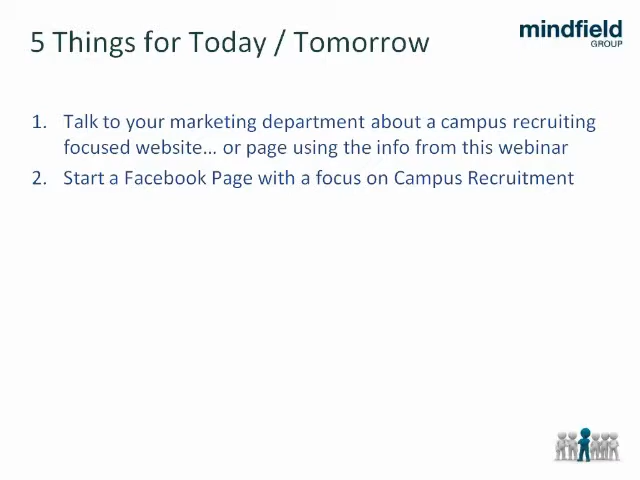 5 Things for Today / Tomorrow
mindfield
GROUP
1. Talk to your marketing department about a campus recruiting
focused website... or page using the info from this webinar
2. Start a Facebook Page with a focus on Campus Recruitment